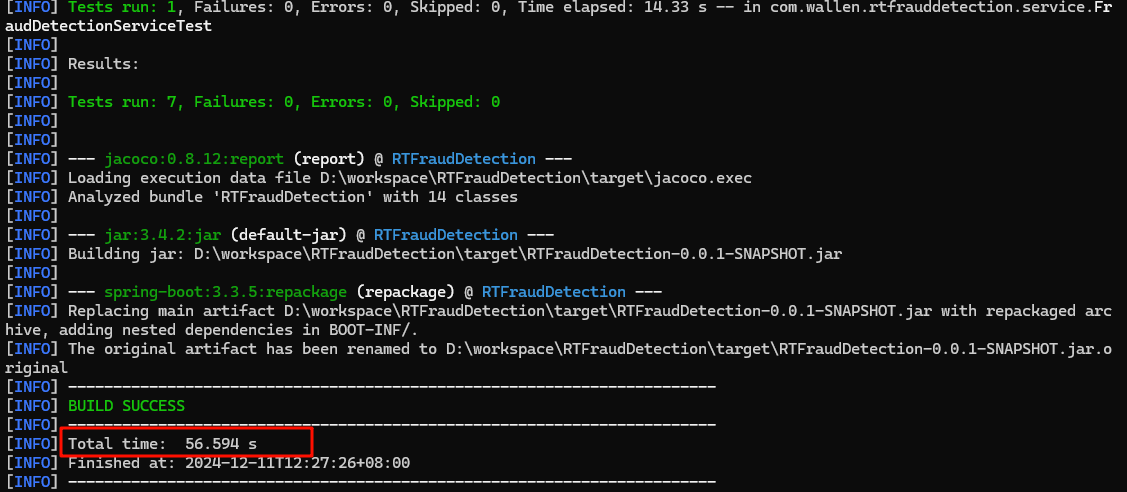 [INFO] Tests run: 1, Failures: 0, Errors: 0, Skipped: 0, Time elapsed: 14.33 s -- in com.wallen.rtfrauddetection.service.Fr
audDetectionServiceTest
[INFO]
[INFO] Results:
[INFO]
[INFO] Tests run: 7, Failures: 0, Errors: 0, Skipped: 0
[INFO]
[INFO]
[INFO] --- jacoco:0.8.12:report (report) @ RTFraudDetection ---
[INFO] Loading execution data file D:\workspace\RTFraudDetection\target\jacoco.exec
[INFO] Analyzed bundle 'RTFraudDetection' with 14 classes
[INFO]
[INFO] --- jar:3.4.2:jar (default-jar) @ RTFraudDetection ---
[INFO] Building jar: D:\workspace\RTFraudDetection\target\RTFraudDetection-0.0.1-SNAPSHOT.jar
[INFO]
[INFO] --- spring-boot:3.3.5:repackage (repackage) @ RTFraudDetection ---
[INFO] Replacing main artifact D:\workspace\RTFraudDetection\target\RTFraudDetection-0.0.1-SNAPSHOT.jar with repackaged arc
hive, adding nested dependencies in BOOT-INF/.
[INFO] The original artifact has been renamed to D:\workspace\RTFraudDetection\target\RTFraudDetection-0.0.1-SNAPSHOT.jar.o
riginal
[INFO] ------------------------------------------------------------------------
[INFO] BUILD SUCCESS
[INFO] ------------------------------------------------------------------------
[INFO] Total time:  56.594 s
[INFO] Finished at: 2024-12-11T12:27:26+08:00
[INFO] ------------------------------------------------------------------------